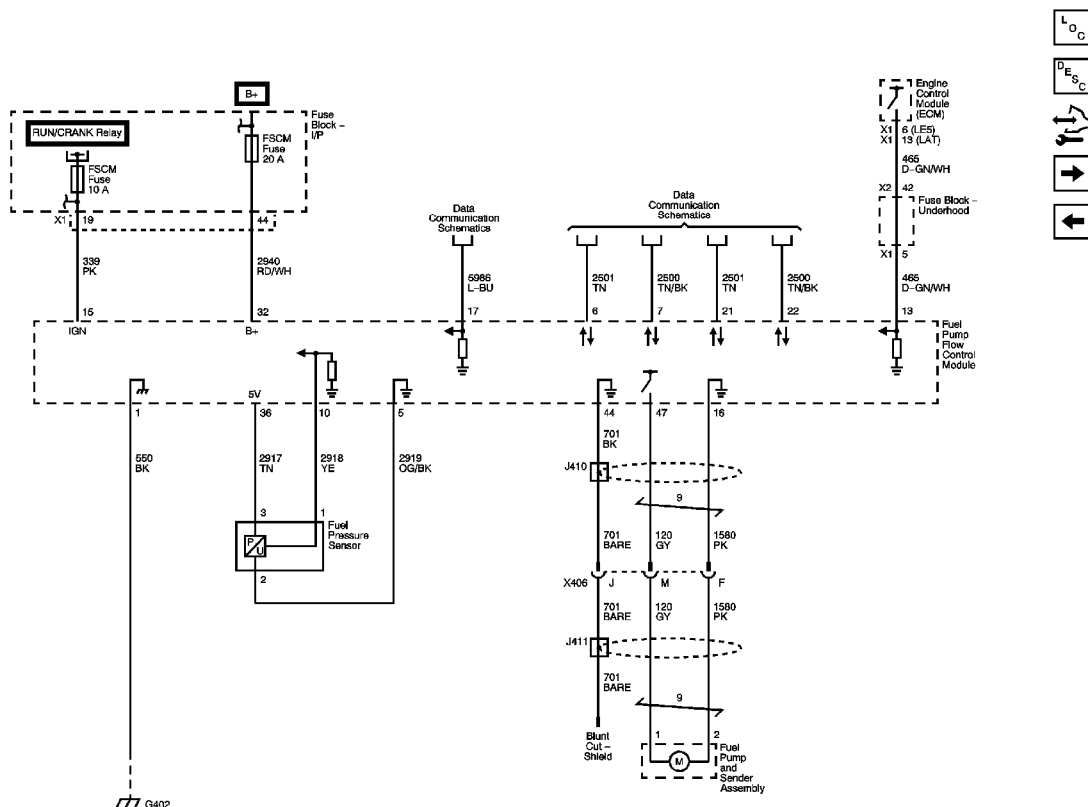 L
O
C
D
E
S
C
B+
Engine
Control
Module
(ECM)
Fuse
Block –
I/P
RUN/CRANK Relay
FSCM
Fuse
20 A
FSCM
Fuse
10 A
X1 6 (LE5)
X1 13 (LAT)
465
D-GN/WH
X2 42
Fuse Block –
Underhood
X1 5
465
D-GN/WH
X1 19 44
Data
Communication
Schematics
Data
Communication
Schematics
339
PK
2940
RD/WH
5986
L-BU
2501
TN
2500
TN/BK
2501
TN
2500
TN/BK
15 32 17 6 7 21 22 13
IGN B+
Fuel
Pump
Flow
Control
Module
5V
1 36 10 5 44 47 16
550
BK
2917
TN
2918
YE
2919
OG/BK
701
BK
J410
9
3 1
Fuel
Pressure
Sensor
P
U
2
701
BARE
120
GY
1580
PK
X406 J M F
701
BARE
120
GY
1580
PK
J411
701
BARE
9
Blunt
Cut –
Shield
1 2
M
Fuel
Pump
and
Sender
Assembly
G402